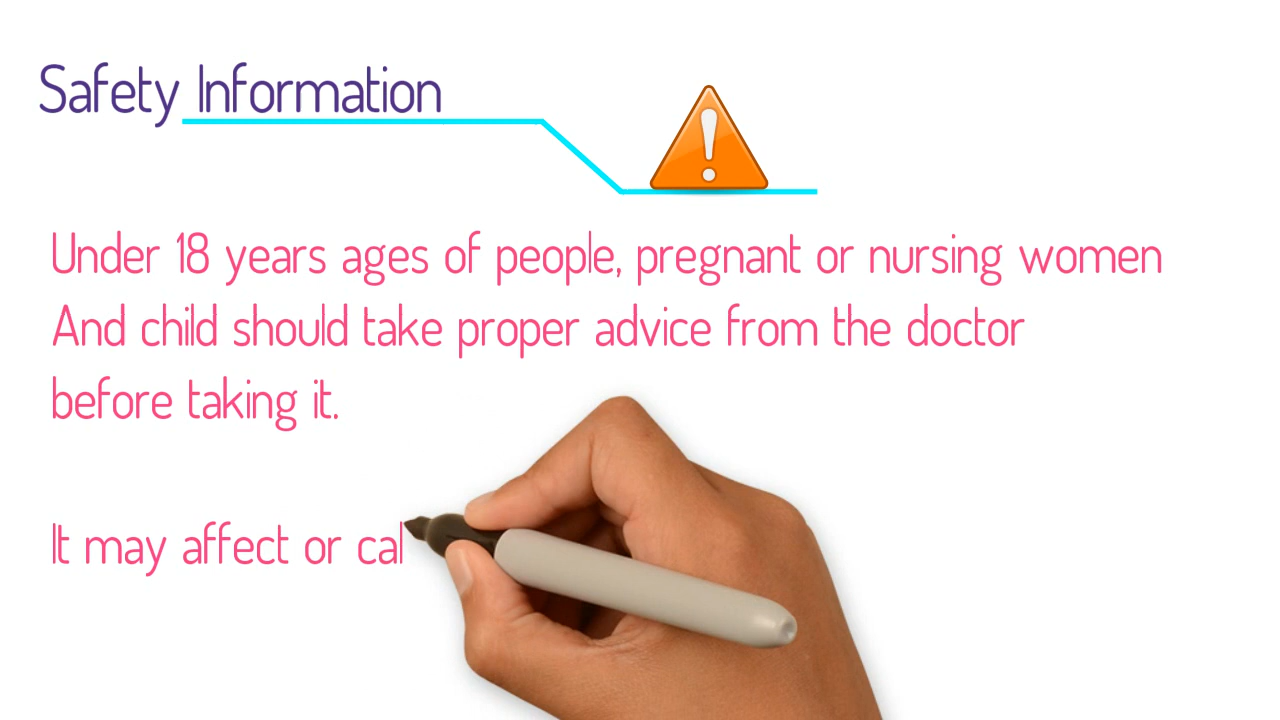 Safety Information
Under 18 years ages of people, pregnant or nursing women
And child should take proper advice from the doctor
before taking it.
It may affect or cal